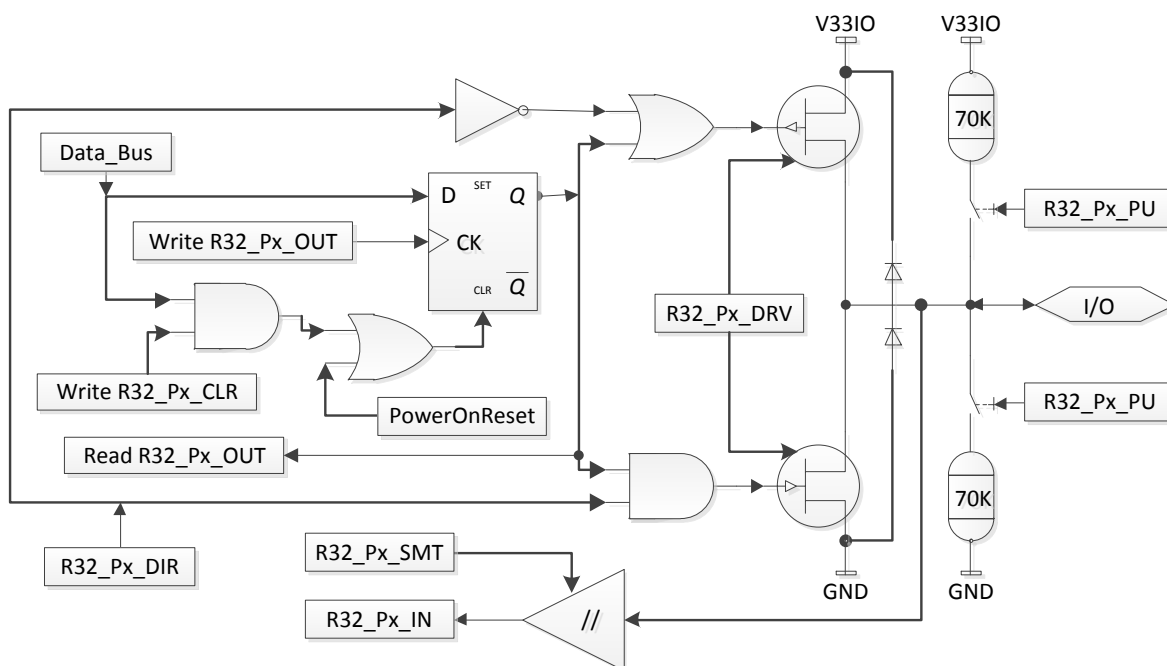 V33IO
V33IO
70K
Data_Bus
D
SET
Q
R32_Px_PU
Write R32_Px_OUT
CK
CLR
Q
R32_Px_DRV
I/O
Write R32_Px_CLR
PowerOnReset
R32_Px_PU
Read R32_Px_OUT
70K
R32_Px_DIR
R32_Px_SMT
GND
GND
R32_Px_IN
//